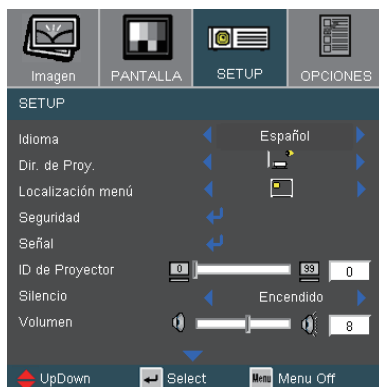 Imagen PANTALLA SETUP OPCIONES
SETUP
Idioma Español
Dir. de Proy.
Localización menú
Seguridad
Señal
ID de Proyector 0 99 0
Silencio Encendido
Volumen 8
UpDown Select Menu Menu Off